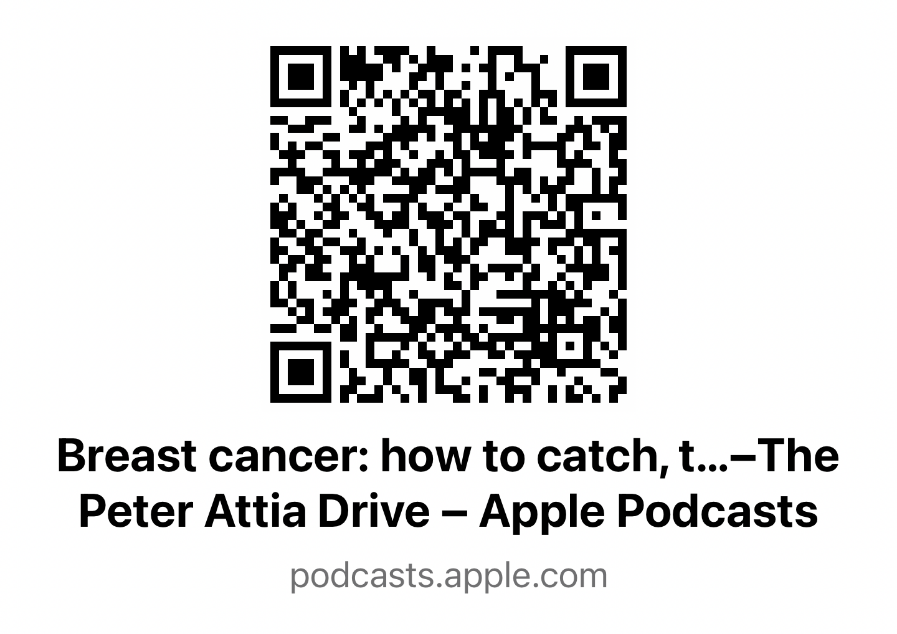 Breast cancer: how to catch, t...–The
Peter Attia Drive – Apple Podcasts
podcasts.apple.com